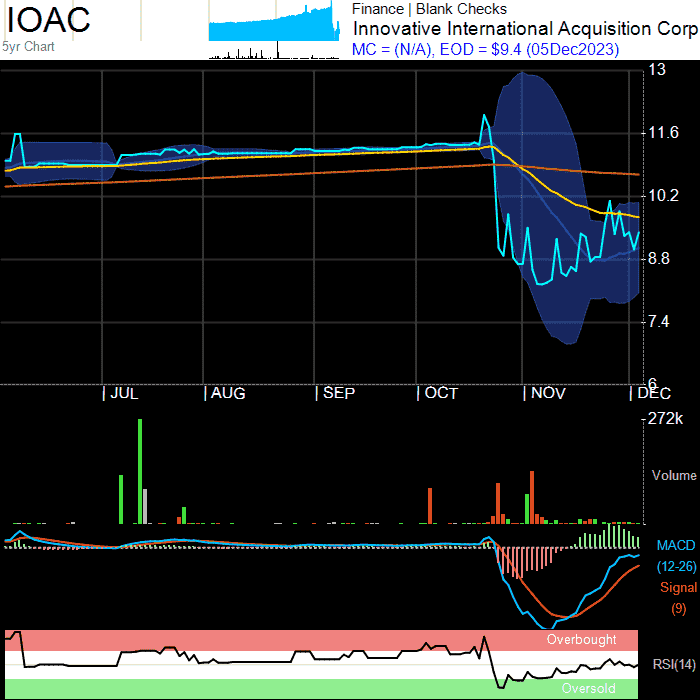 IOAC
5yr Chart
Finance | Blank Checks
Innovative International Acquisition Corp
MC = (N/A), EOD = $9.4 (05Dec2023)
13
11.6
10.2
8.8
7.4
6
JUL
AUG
SEP
OCT
NOV
DEC
272k
Volume
MACD
(12-26)
Signal
(9)
Overbought
RSI(14)
Oversold